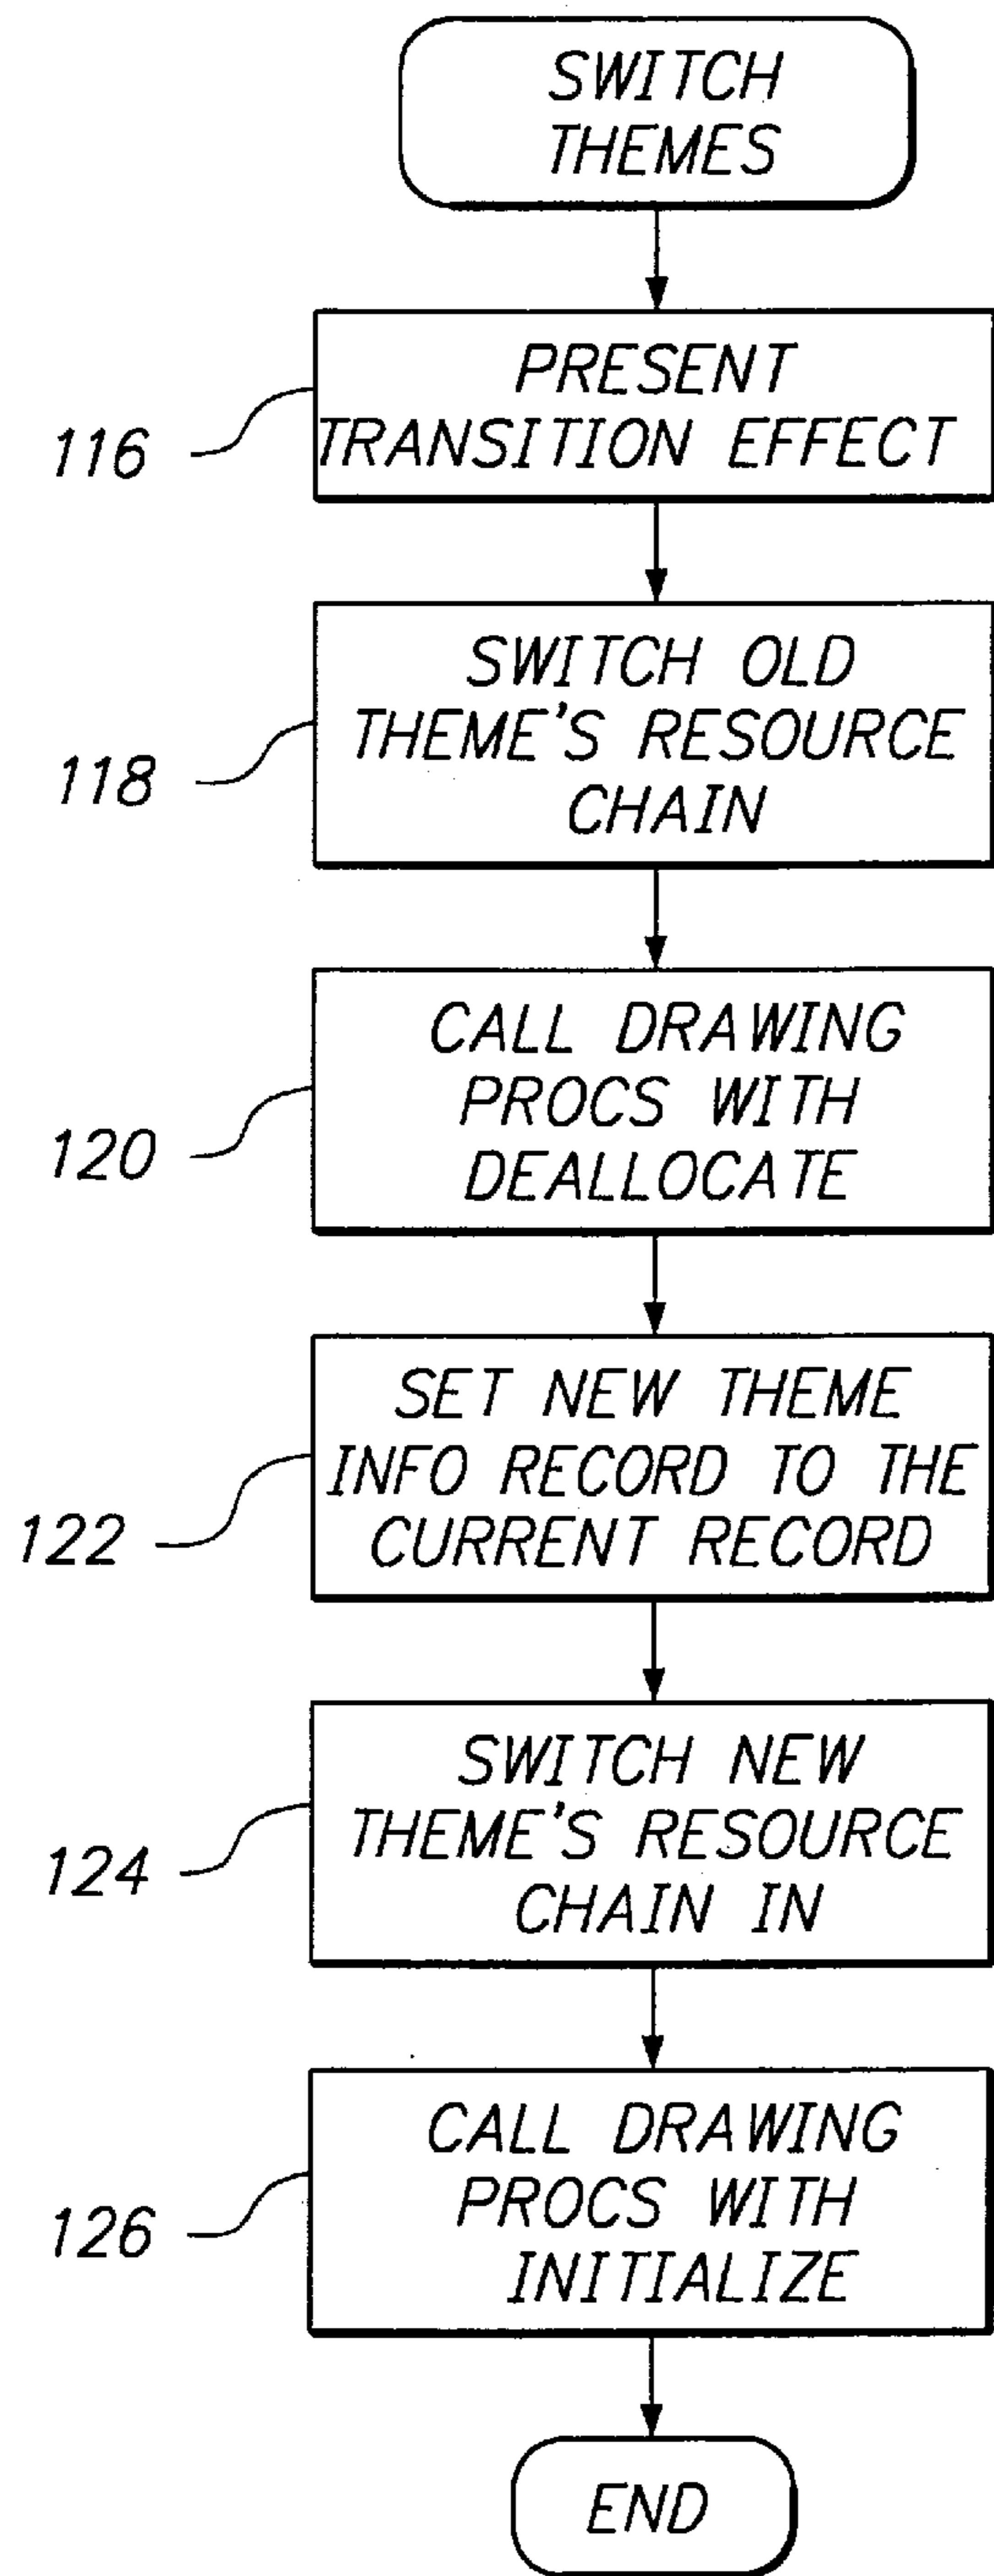 SWITCH
THEMES
PRESENT
TRANSITION EFFECT
116
SWITCH OLD
THEME'S RESOURCE
CHAIN
118
CALL DRAWING
PROCS WITH
DEALLOCATE
120
SET NEW THEME
INFO RECORD TO THE
CURRENT RECORD
122
SWITCH NEW
THEME'S RESOURCE
CHAIN IN
124
CALL DRAWING
PROCS WITH
INITIALIZE
126
END